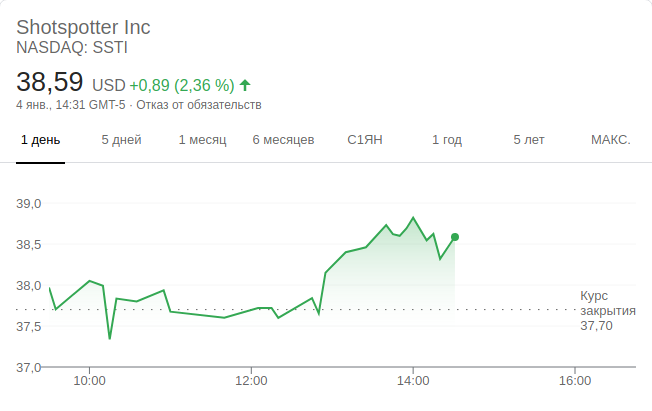 Shotspotter Inc
NASDAQ: SSTI
38,59 USD +0,89 (2,36 %)
4 янв., 14:31 GMT-5 · Отказ от обязательств
1 день 5 дней 1 месяц 6 месяцев С1ЯН 1 год 5 лет МАКС.
39,0
38,5
38,0
37,5
37,0
Курс
закрытия
37,70
10:00 12:00 14:00 16:00